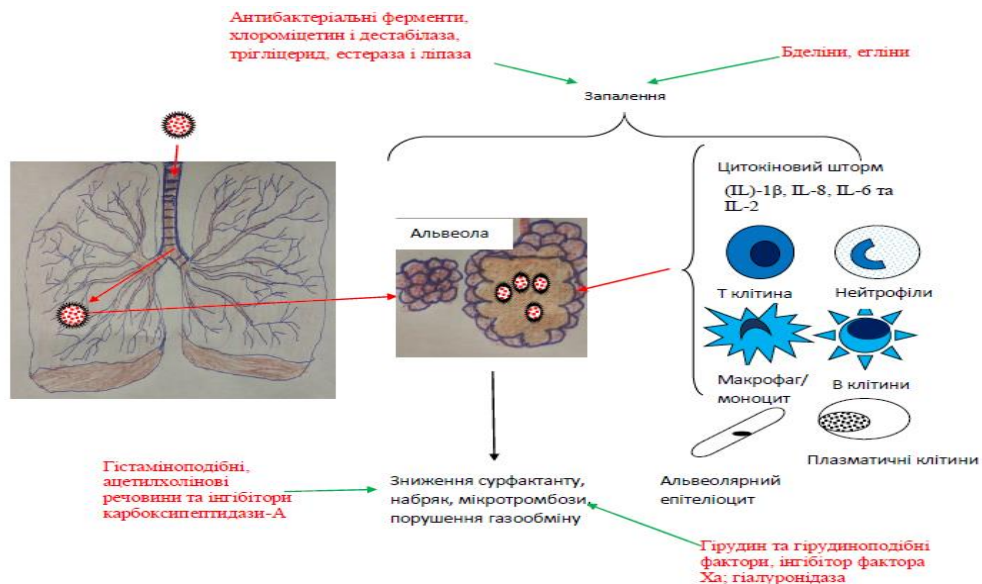 Антибактеріальні ферменти,
хлороміцетин і дестабілаза,
трігліцерид, естераза і ліпаза
Бделіни, егліни
Запалення
Цитокіновий шторм
(IL)-1β, IL-8, IL-6 та
IL-2
Альвеола
Т клітина
Нейтрофіли
Макрофаг/
моноцит
В клітини
Плазматичні клітини
Альвеолярний
епітеліоцит
Гістаміноподібні,
ацетилхолінові
речовини та інгібітори
карбоксипептидази-А
Зниження сурфактанту,
набряк, мікротромбози,
порушення газообміну
Гірудин та гірудиноподібні
фактори, інгібітор фактора
Ха; гіалуронідаза